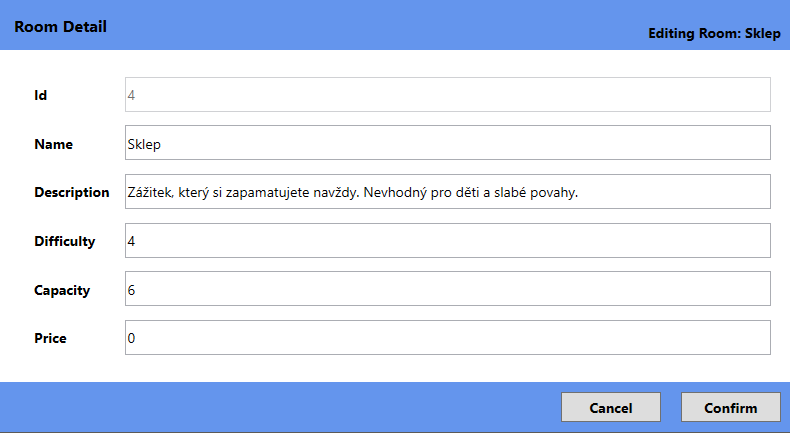 Room Detail
Editing Room: Sklep
Id
4
Name
Sklep
Description
Zážitek, který si zapamatujete navždy. Nevhodný pro děti a slabé povahy.
Difficulty
4
Capacity
6
Price
0
Cancel
Confirm